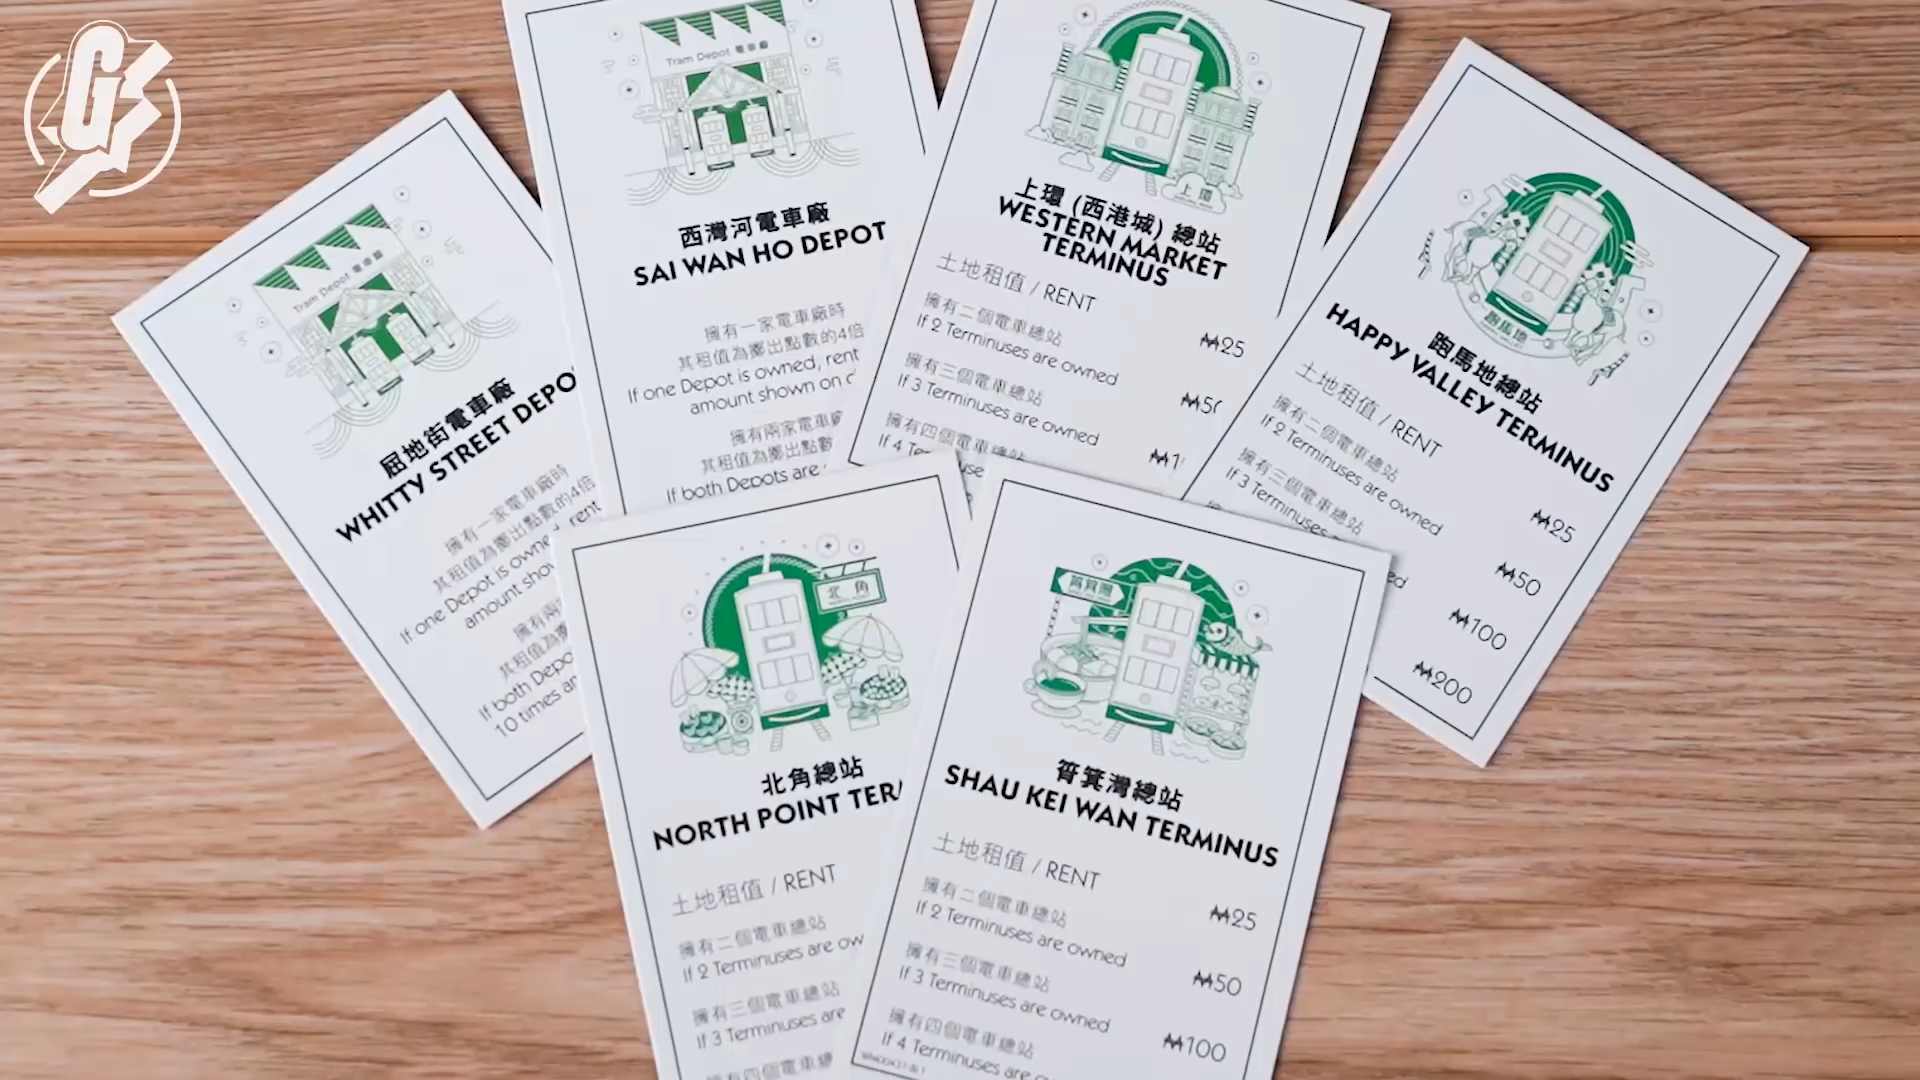 G
Tram Depot 電車廠
屈地街電車廠
WHITTY STREET DEPO
擁有一家電車廠時
其租值為擲出點數的4倍
If one Depot is owne rent
amount sho
擁有兩
其租值為
If both Depo
10 times a
Tram Depot 電車廠
西灣河電車廠
SAI WAN HO DEPOT
擁有一家電車廠時
其租值為擲出點數的4倍
If one Depot is owned, rent
amount shown on
擁有兩家電車廠
其租值為擲出點數
If both Depots are
上環
上環 (西港城) 總站
WESTERN MARKET
TERMINUS
土地租值 / RENT
擁有二個電車總站
If 2 Terminuses are owned
₩25
擁有三個電車總站
If 3 Terminuses are owned
₩50
擁有四個電車總站
If 4 Te
跑馬地
跑馬地總站
HAPPY VALLEY TERMINUS
土地租值 / RENT
擁有二個電車總站
If 2 Terminuses are owned
₩25
擁有三個電車總站
If 3 Terminuses
₩50
₩100
₩200
北角
北角總站
NORTH POINT TER
土地租值 / RENT
擁有二個電車總站
If 2 Terminuses are ow
擁有三個電車總站
If 3 Terminuses are
擁有四個電車總
筲箕灣
筲箕灣總站
SHAU KEI WAN TERMINUS
土地租值 / RENT
擁有二個電車總站
If 2 Terminuses are owned
₩25
擁有三個電車總站
If 3 Terminuses are owned
₩50
擁有四個電車總站
If 4 Terminuses are
₩100